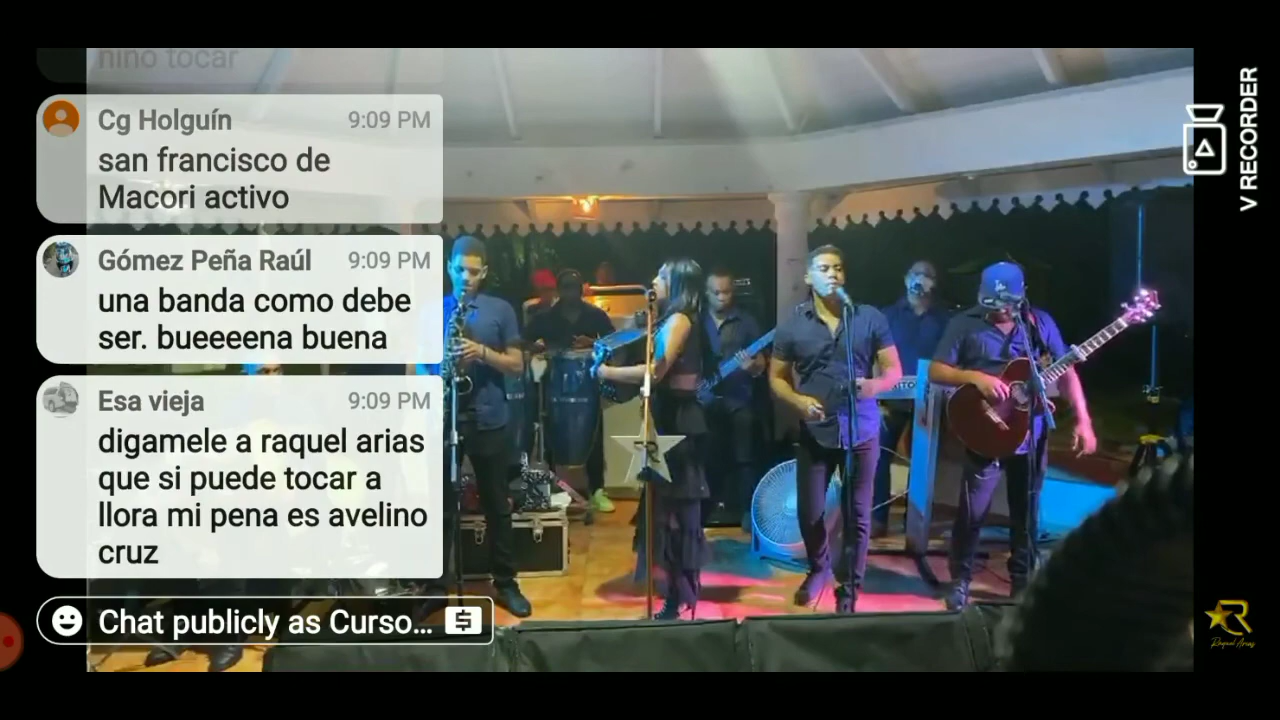 nino tocar
Cg Holguín 9:09 PM
san francisco de
Macori activo
Gómez Peña Raúl 9:09 PM
una banda como debe
ser. bueeeena buena
Esa vieja 9:09 PM
digamele a raquel arias
que si puede tocar a
llora mi pena es avelino
cruz
Chat publicly as Curso...
V RECORDER
R
Raquel Arias